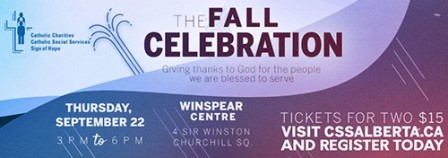 Catholic Charities
Catholic Social Services
Sign of Hope
THE FALL
CELEBRATION
Giving thanks to God for the people
we are blessed to serve
THURSDAY,
SEPTEMBER 22
3 PM to 6 PM
WINSPEAR
CENTRE
4 SIR WINSTON
CHURCHILL SQ.
TICKETS FOR TWO $15
VISIT CSSALBERTA.CA
AND REGISTER TODAY